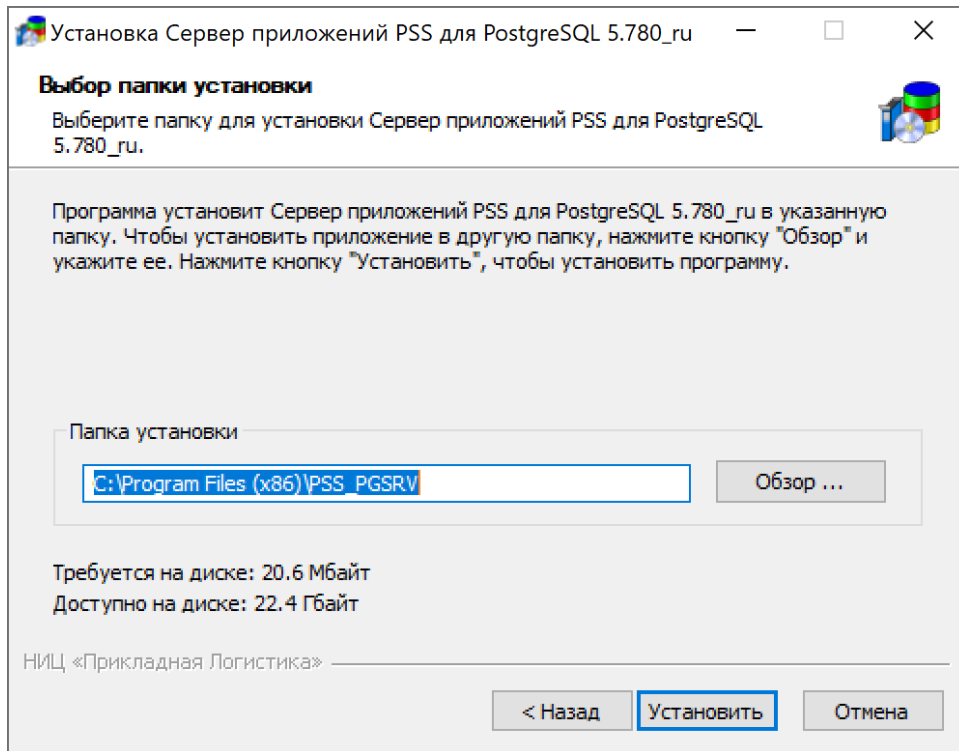 Установка Сервер приложений PSS для PostgreSQL 5.780_ru
Выбор папки установки
Выберите папку для установки Сервер приложений PSS для PostgreSQL
5.780_ru.
Программа установит Сервер приложений PSS для PostgreSQL 5.780_ru в указанную
папку. Чтобы установить приложение в другую папку, нажмите кнопку "Обзор" и
укажите ее. Нажмите кнопку "Установить", чтобы установить программу.
Папка установки
C:\Program Files (x86)\PSS_PGSRV
Обзор ...
Требуется на диске: 20.6 Мбайт
Доступно на диске: 22.4 Гбайт
НИЦ «Прикладная Логистика»
< Назад
Установить
Отмена